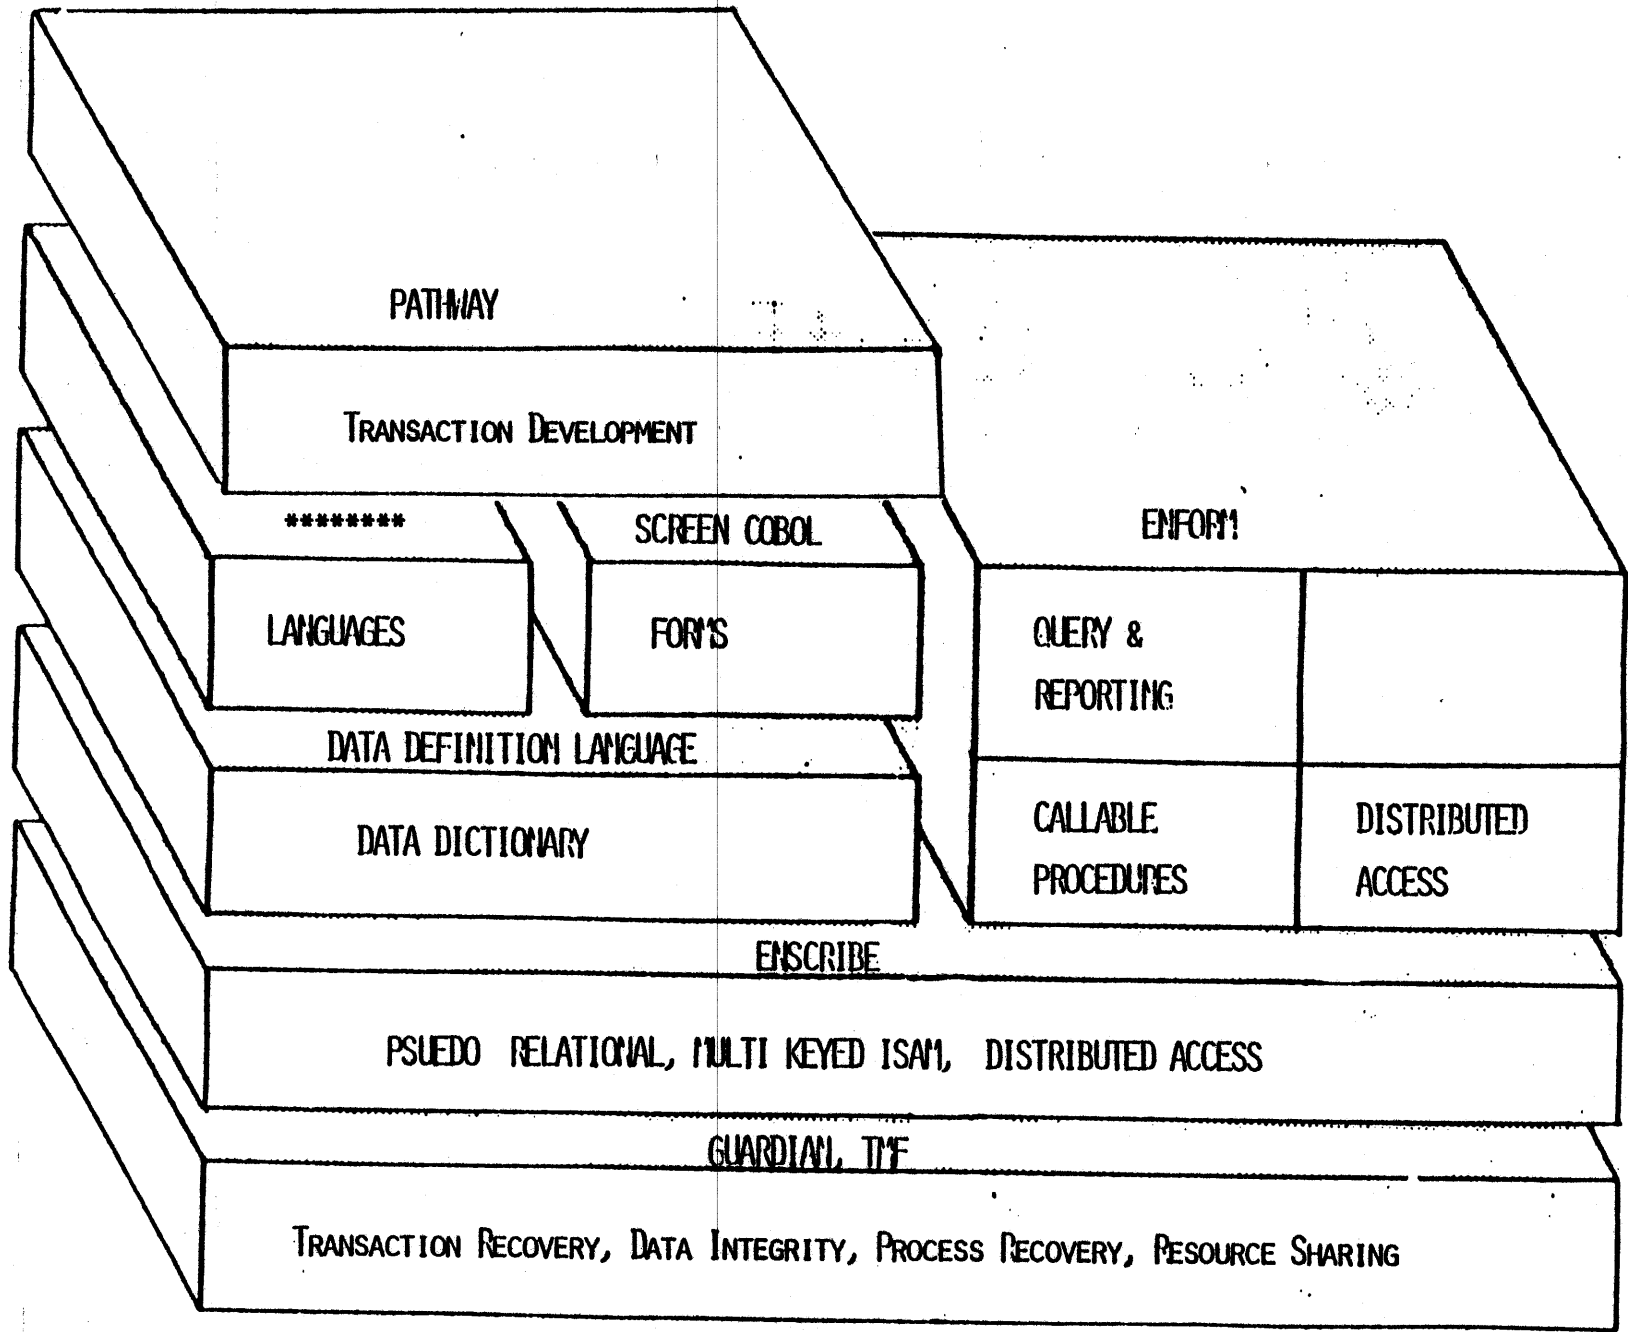 PATHWAY
TRANSACTION DEVELOPMENT
********
SCREEN COBOL
ENFORM
LANGUAGES
FORMS
QUERY &
REPORTING
DATA DEFINITION LANGUAGE
DATA DICTIONARY
CALLABLE
PROCEDURES
DISTRIBUTED
ACCESS
ENSCRIBE
PSUEDO RELATIONAL, MULTI KEYED ISAM, DISTRIBUTED ACCESS
GUARDIAN, TMF
TRANSACTION RECOVERY, DATA INTEGRITY, PROCESS RECOVERY, RESOURCE SHARING